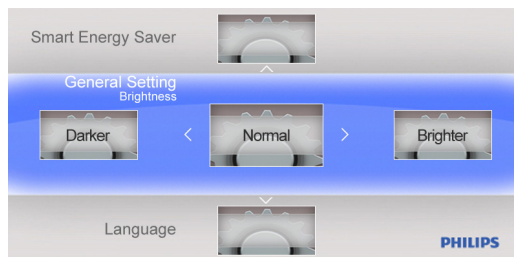 Smart Energy Saver
General Setting
Brightness
Darker
Normal
Brighter
Language
PHILIPS